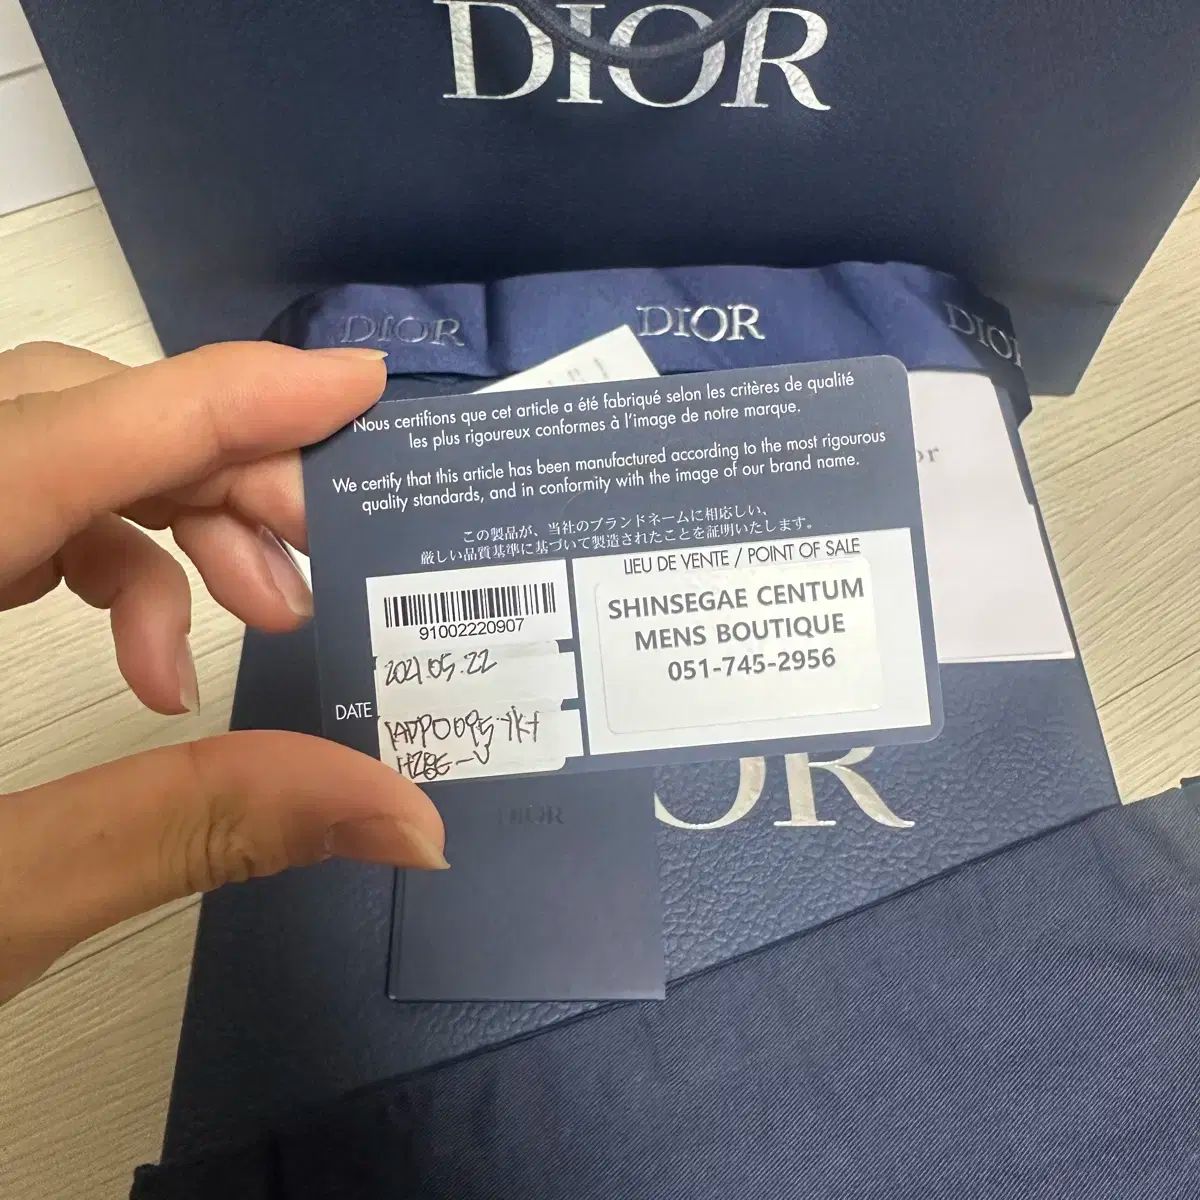 DIOR
DIOR DIOR DIOR
Nous certifions que cet article a été fabriqué selon les critères de qualité
les plus rigoureux conformes à l'image de notre marque.
We certify that this article has been manufactured according to the most rigourous
quality standards, and in conformity with the image of our brand name.
この製品が、当社のブランドネームに相応しい、
厳しい品質基準に基づいて製造されたことを証明いたします。
LIEU DE VENTE / POINT OF SALE
SHINSEGAE CENTUM
MENS BOUTIQUE
051-745-2956
91002220907
2021.05.22
DATE
DIOR